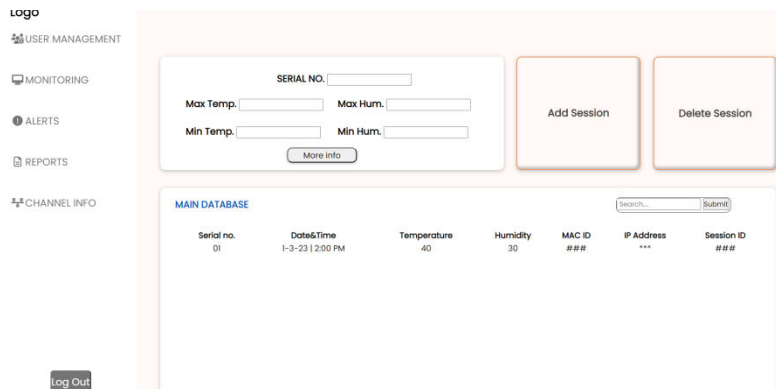 Logo
USER MANAGEMENT
MONITORING
ALERTS
REPORTS
CHANNEL INFO
Log Out
SERIAL NO.
Max Temp. Max Hum.
Min Temp. Min Hum.
More info
Add Session
Delete Session
MAIN DATABASE
Search... Submit
Serial no. Date&Time Temperature Humidity MAC ID IP Address Session ID
01 1-3-23 | 2:00 PM 40 30 ### *** ###